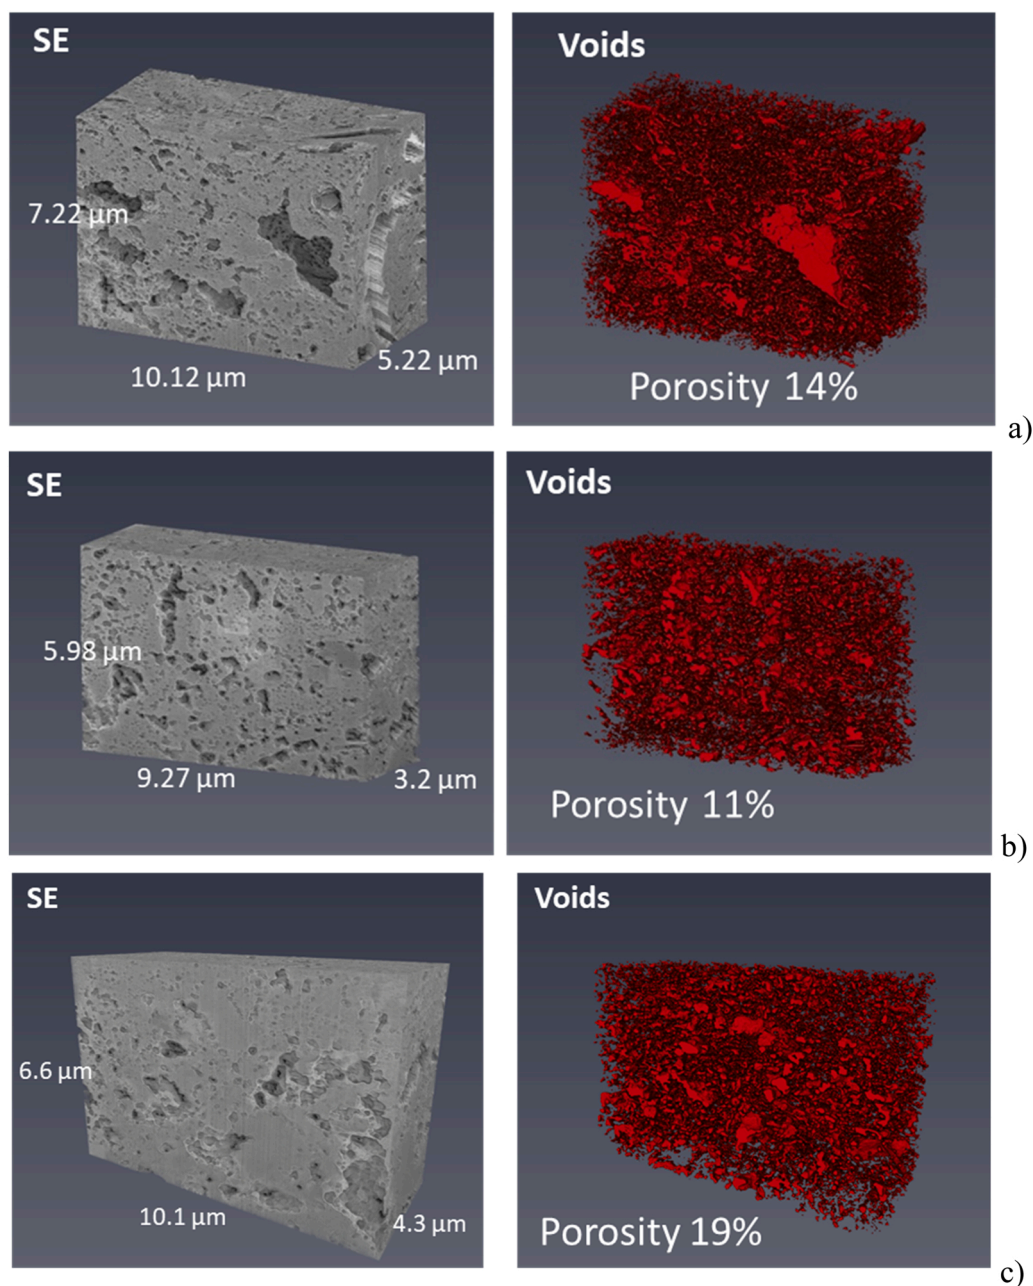 SE
Voids
7.22 µm
5.22 µm
10.12 µm
Porosity 14%
a)
SE
Voids
5.98 µm
9.27 µm
3.2 µm
Porosity 11%
b)
SE
Voids
6.6 µm
10.1 µm
4.3 µm
Porosity 19%
c)